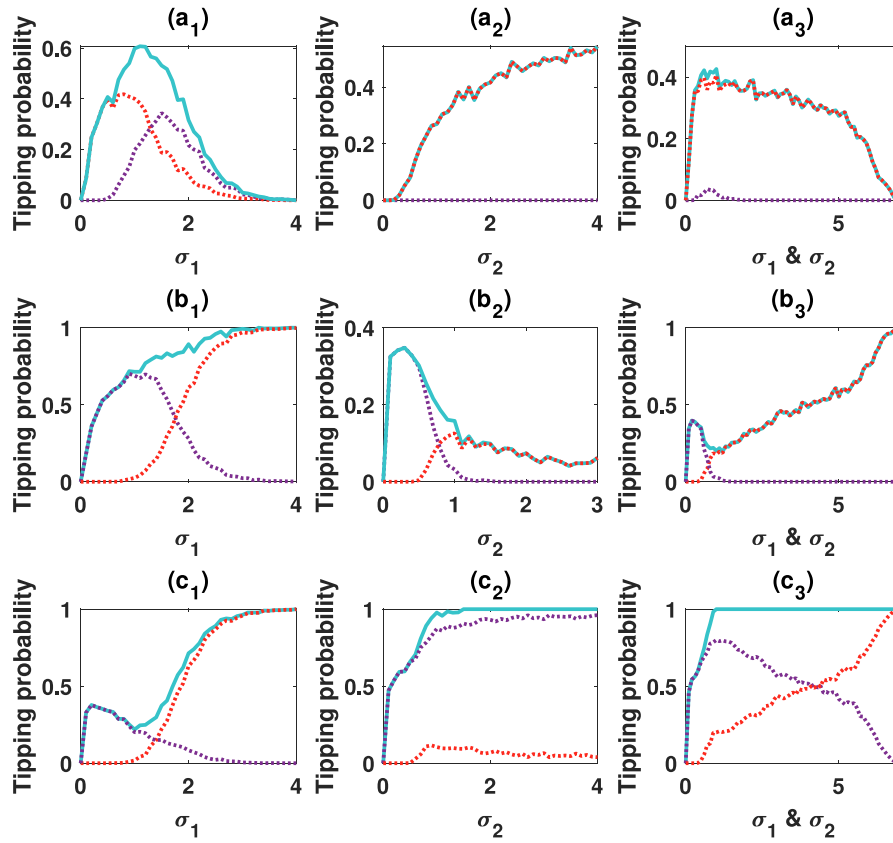 (a1) (a2) (a3)
Tipping probability
0.6
0.4
0.2
0
0 2 4
σ1
Tipping probability
0.4
0.2
0
0 2 4
σ2
Tipping probability
0.4
0.2
0
0 5
σ1 & σ2
(b1) (b2) (b3)
Tipping probability
1
0.5
0
0 2 4
σ1
Tipping probability
0.4
0.2
0
0 1 2 3
σ2
Tipping probability
1
0.5
0
0 5
σ1 & σ2
(c1) (c2) (c3)
Tipping probability
1
0.5
0
0 2 4
σ1
Tipping probability
1
0.5
0
0 2 4
σ2
Tipping probability
1
0.5
0
0 5
σ1 & σ2